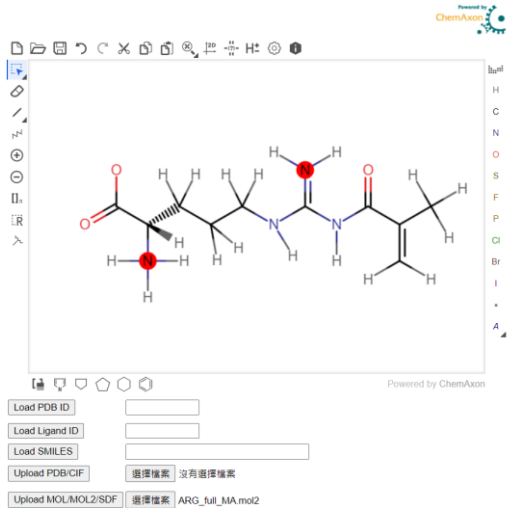 Powered by
ChemAxon
2D
H±
H
C
N
O
S
F
P
Cl
Br
I
*
A
[]n
R
H H N H H O H
O H H H H H
O H N N H
H N H H H H H H H
H
Powered by ChemAxon
Load PDB ID
Load Ligand ID
Load SMILES
Upload PDB/CIF 選擇檔案 沒有選擇檔案
Upload MOL/MOL2/SDF 選擇檔案 ARG_full_MA.mol2